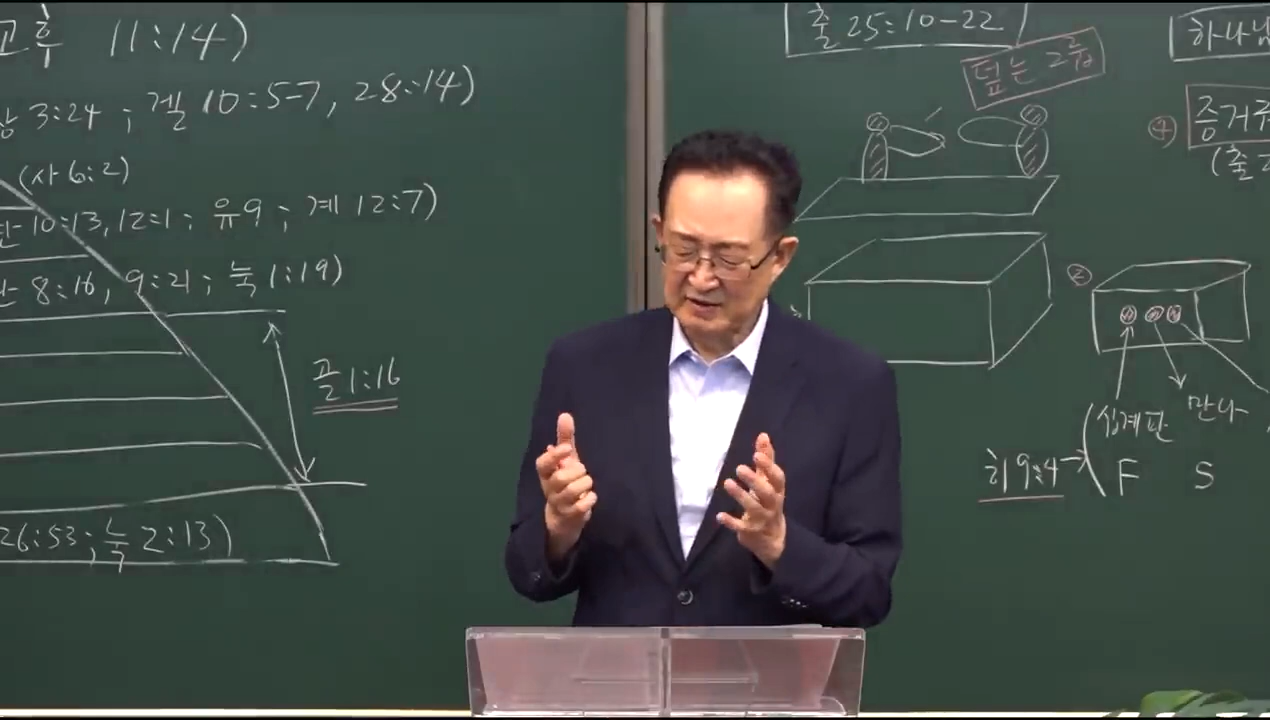 고후 11:14)
3:24 ; 겔 10:5-7, 28:14)
(사 6:2)
단 10:13, 12:1 ; 유9 ; 계 12:7)
단 8:16, 9:21 ; 눅 1:19)
골 1:16
26:53 ; 눅 2:13)
출 25:10-22
덮는 그룹
하나님
④ 증거궤
(출
②
십계판 만나
히 9:4 → ( F S